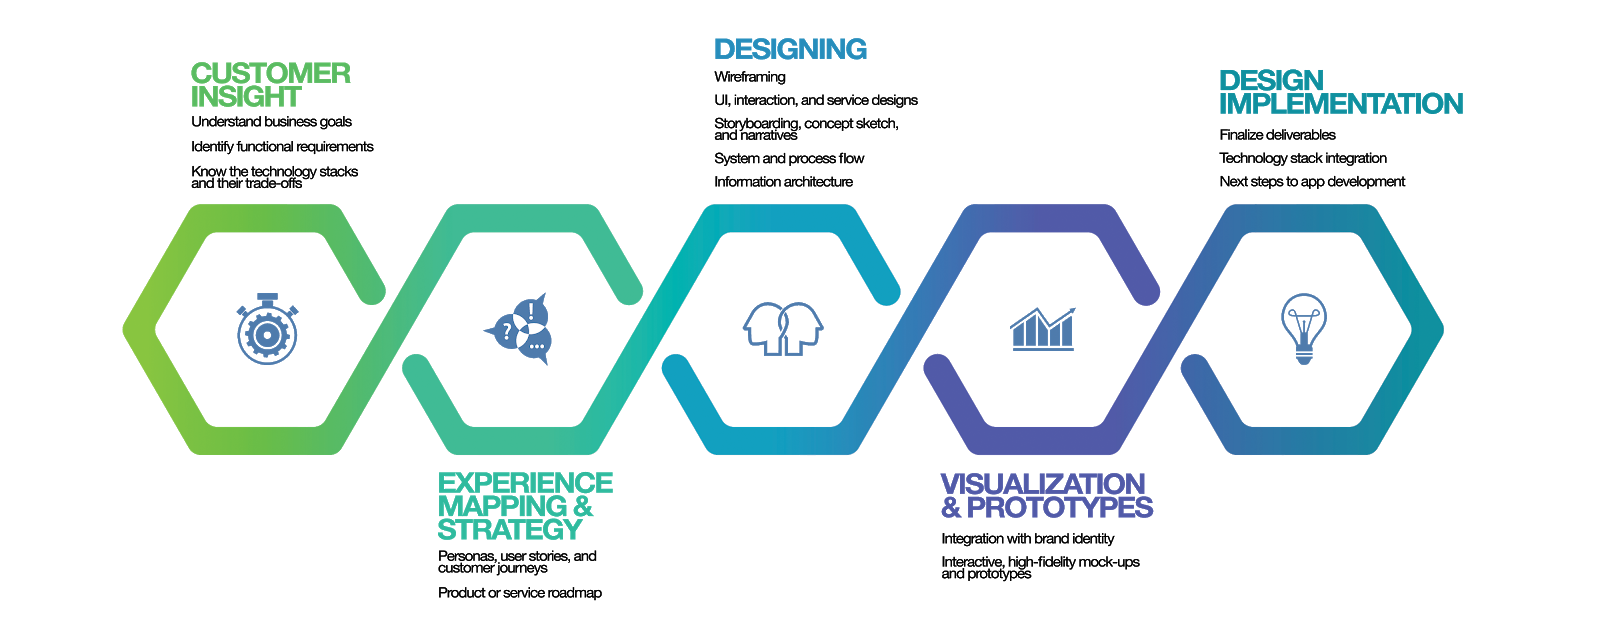 CUSTOMER
INSIGHT
Understand business goals
Identify functional requirements
Know the technology stacks
and their trade-offs
?
!
...
EXPERIENCE
MAPPING &
STRATEGY
Personas, user stories, and
customer journeys
Product or service roadmap
DESIGNING
Wireframing
UI, interaction, and service designs
Storyboarding, concept sketch,
and narratives
System and process flow
Information architecture
VISUALIZATION
& PROTOTYPES
Integration with brand identity
Interactive, high-fidelity mock-ups
and prototypes
DESIGN
IMPLEMENTATION
Finalize deliverables
Technology stack integration
Next steps to app development